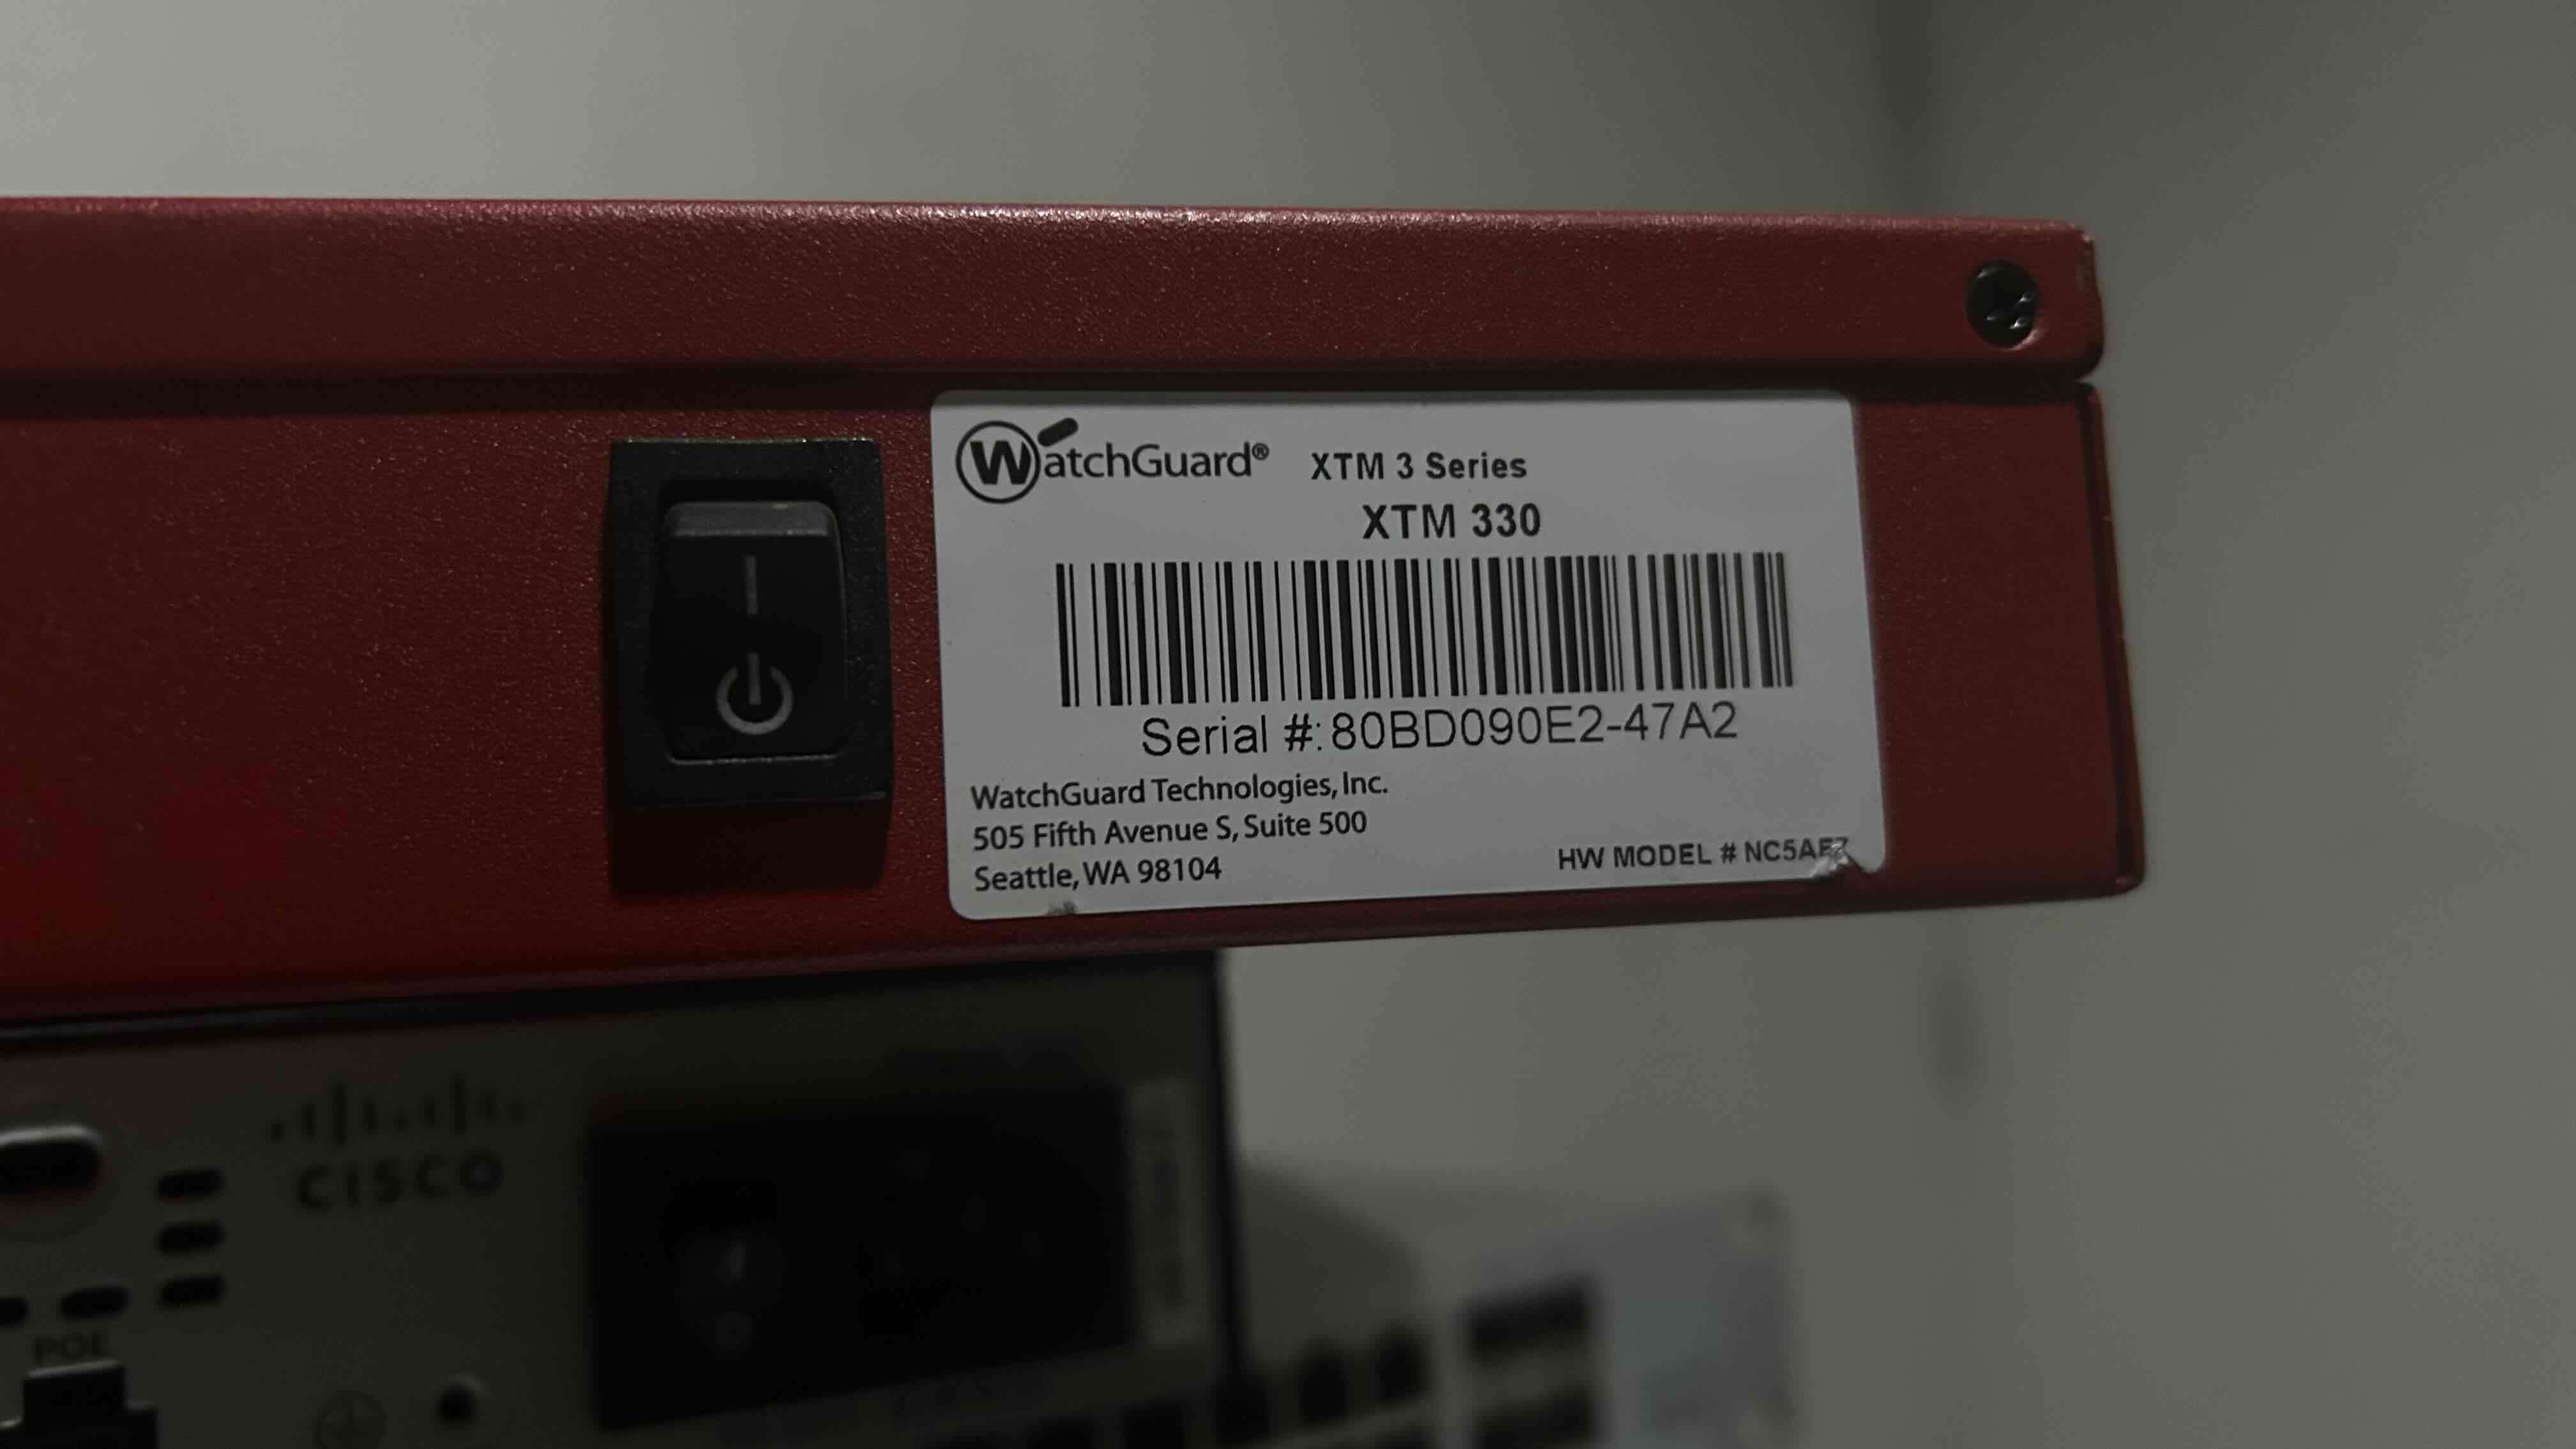 WatchGuard® XTM 3 Series
XTM 330
Serial #: 80BD090E2-47A2
WatchGuard Technologies, Inc.
505 Fifth Avenue S, Suite 500
Seattle, WA 98104
HW MODEL #
CISCO
POE